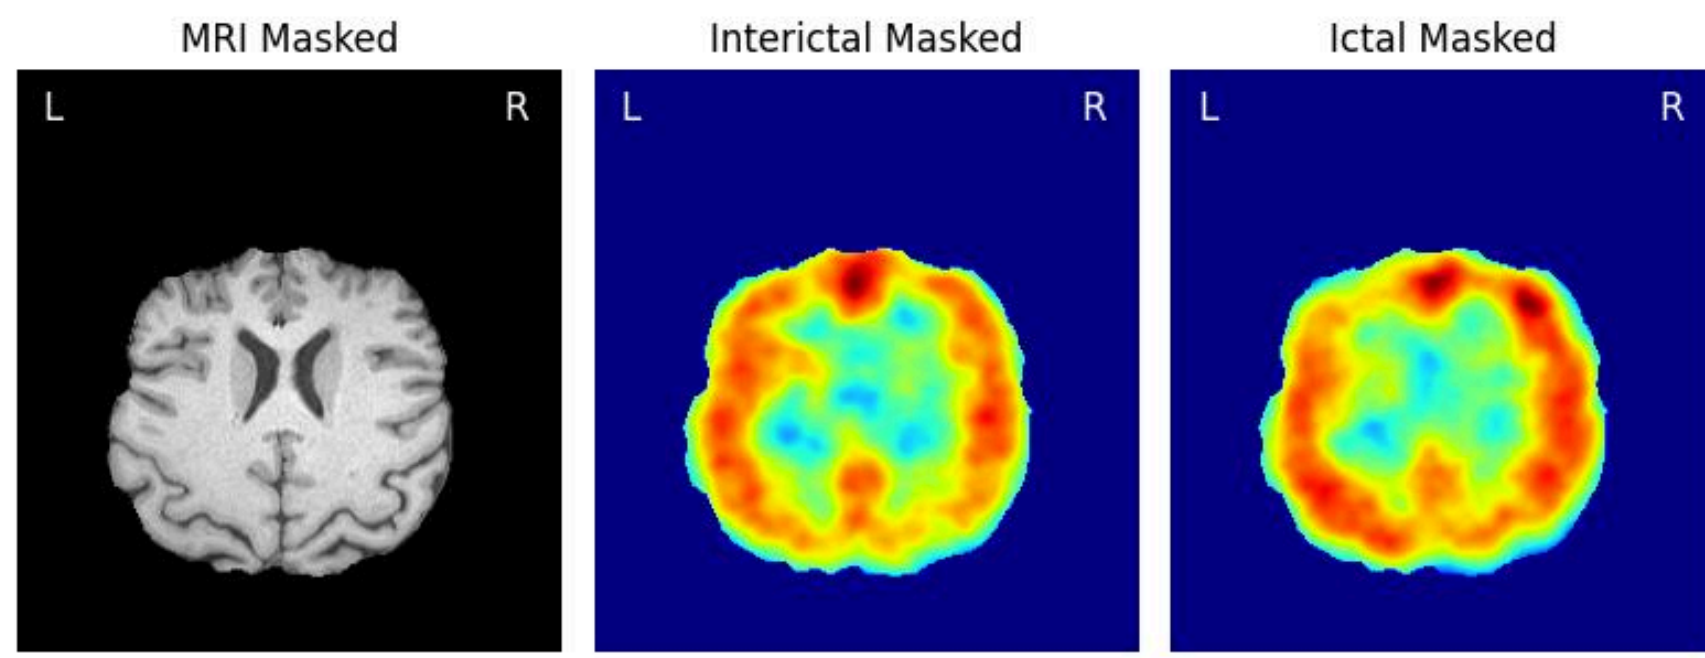 MRI Masked
Interictal Masked
Ictal Masked
L R
L R
L R